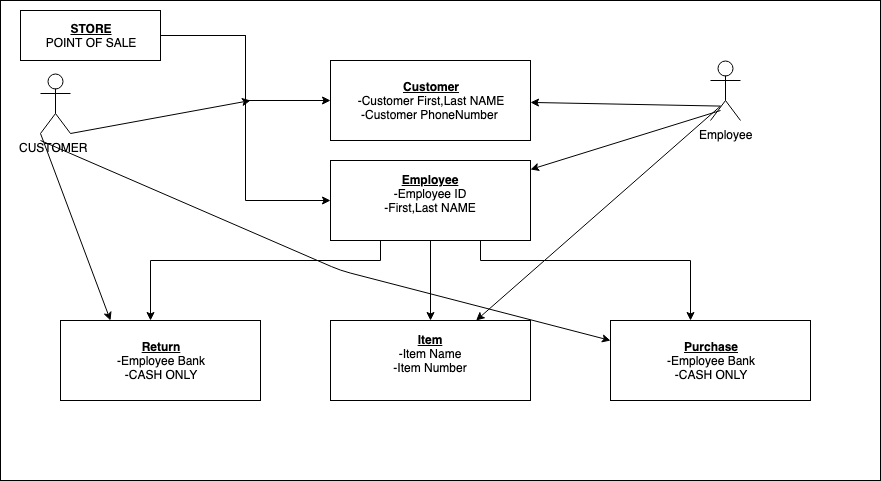 STORE
POINT OF SALE
CUSTOMER
Customer
-Customer First,Last NAME
-Customer PhoneNumber
Employee
Employee
-Employee ID
-First,Last NAME
Return
-Employee Bank
-CASH ONLY
Item
-Item Name
-Item Number
Purchase
-Employee Bank
-CASH ONLY